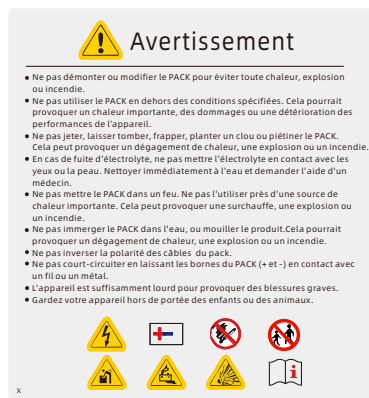 Avertissement
• Ne pas démonter ou modifier le PACK pour éviter toute chaleur, explosion
ou incendie.
• Ne pas utiliser le PACK en dehors des conditions spécifiées. Cela pourrait
provoquer un chaleur importante, des dommages ou une détérioration des
performances de l'appareil.
• Ne pas jeter, laisser tomber, frapper, planter un clou ou piétiner le PACK.
Cela peut provoquer un dégagement de chaleur, une explosion ou un incendie.
• En cas de fuite d'électrolyte, ne pas mettre l'électrolyte en contact avec les
yeux ou la peau. Nettoyer immédiatement à l'eau et demander l'aide d'un
médecin.
• Ne pas mettre le PACK dans un feu. Ne pas l'utiliser près d'une source de
chaleur importante. Cela peut provoquer une surchauffe, une explosion ou
un incendie.
• Ne pas immerger le PACK dans l'eau, ou mouiller le produit.Cela pourrait
provoquer un dégagement de chaleur, une explosion ou un incendie.
• Ne pas inverser la polarité des câbles du pack.
• Ne pas court-circuiter en laissant les bornes du PACK (+ et -) en contact avec
un fil ou un métal.
• L'appareil est suffisamment lourd pour provoquer des blessures graves.
• Gardez votre appareil hors de portée des enfants ou des animaux.
x